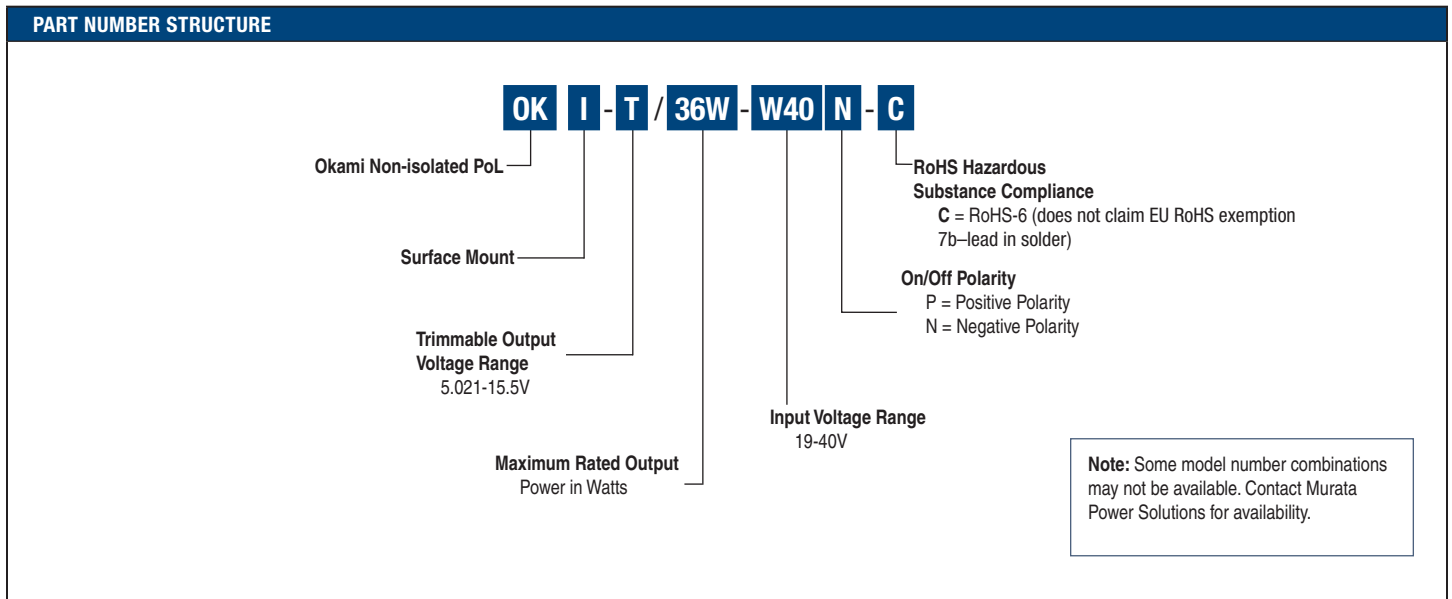 PART NUMBER STRUCTURE
OK I - T / 36W - W40 N - C
Okami Non-isolated PoL
RoHS Hazardous
Substance Compliance
C = RoHS-6 (does not claim EU RoHS exemption
7b–lead in solder)
Surface Mount
On/Off Polarity
P = Positive Polarity
N = Negative Polarity
Trimmable Output
Voltage Range
5.021-15.5V
Input Voltage Range
19-40V
Maximum Rated Output
Power in Watts
Note: Some model number combinations
may not be available. Contact Murata
Power Solutions for availability.